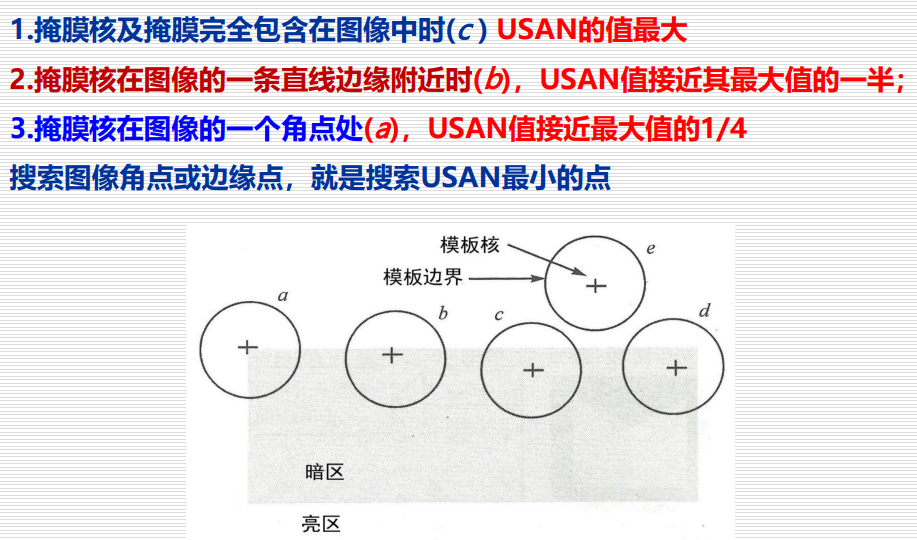 1.掩膜核及掩膜完全包含在图像中时(c ) USAN的值最大
2.掩膜核在图像的一条直线边缘附近时(b)，USAN值接近其最大值的一半；
3.掩膜核在图像的一个角点处(a)，USAN值接近最大值的1/4
搜索图像角点或边缘点，就是搜索USAN最小的点
模板核
e
模板边界
a
b
c
d
暗区
亮区